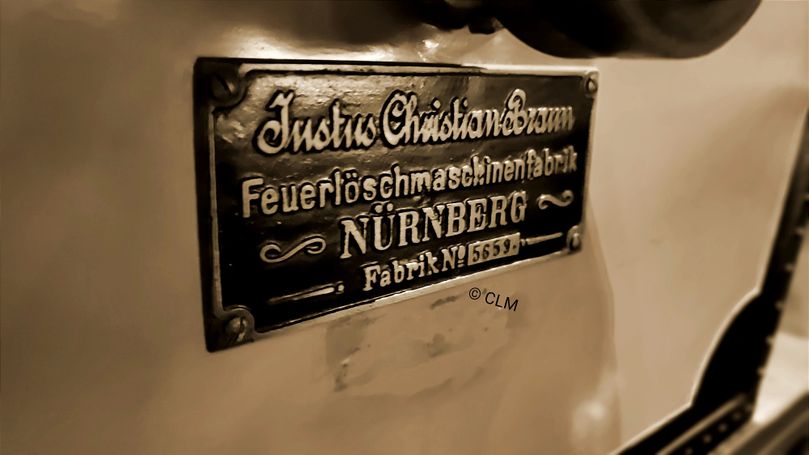 Justus Christian Braun
Feuerlöschmaschinenfabrik
NÜRNBERG
Fabrik No. 5659.
© CLM